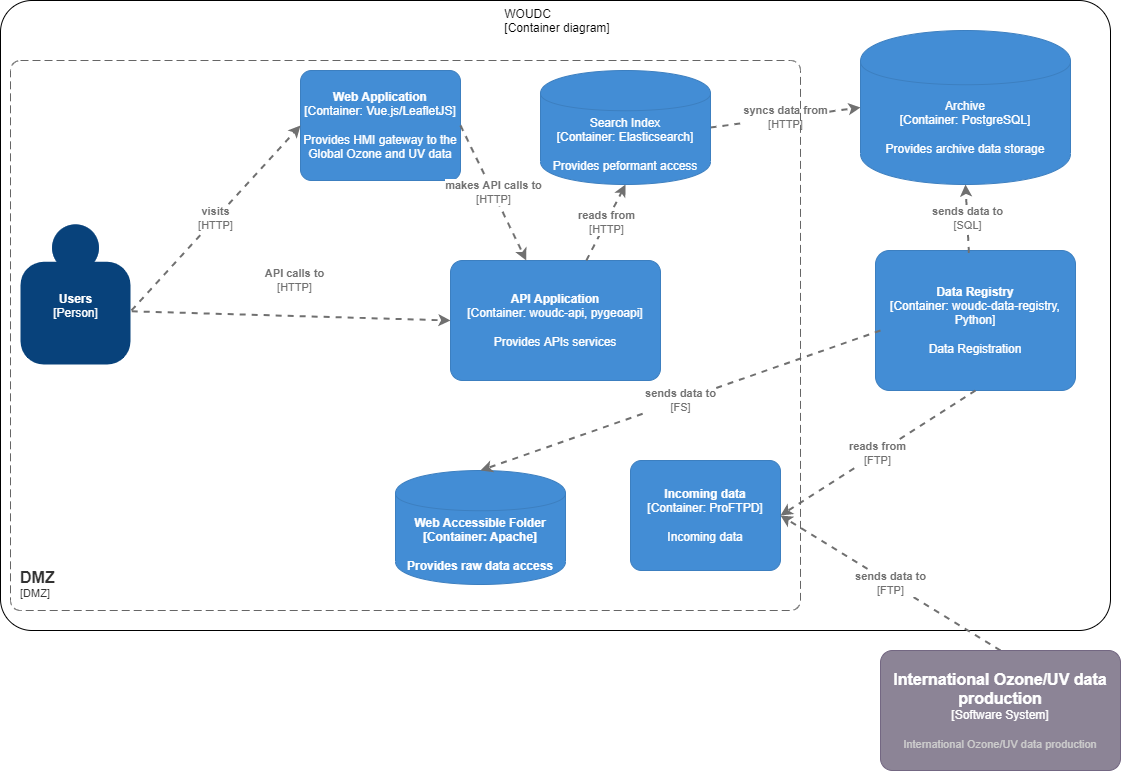 WOUDC
[Container diagram]
Web Application
[Container: Vue.js/LeafletJS]
Provides HMI gateway to the
Global Ozone and UV data
Search Index
[Container: Elasticsearch]
Provides peformant access
syncs data from
[HTTP]
Archive
[Container: PostgreSQL]
Provides archive data storage
makes API calls to
[HTTP]
visits
[HTTP]
reads from
[HTTP]
sends data to
[SQL]
Users
[Person]
API calls to
[HTTP]
API Application
[Container: woudc-api, pygeoapi]
Provides APIs services
Data Registry
[Container: woudc-data-registry,
Python]
Data Registration
sends data to
[FS]
reads from
[FTP]
Web Accessible Folder
[Container: Apache]
Provides raw data access
Incoming data
[Container: ProFTPD]
Incoming data
DMZ
[DMZ]
sends data to
[FTP]
International Ozone/UV data
production
[Software System]
International Ozone/UV data production